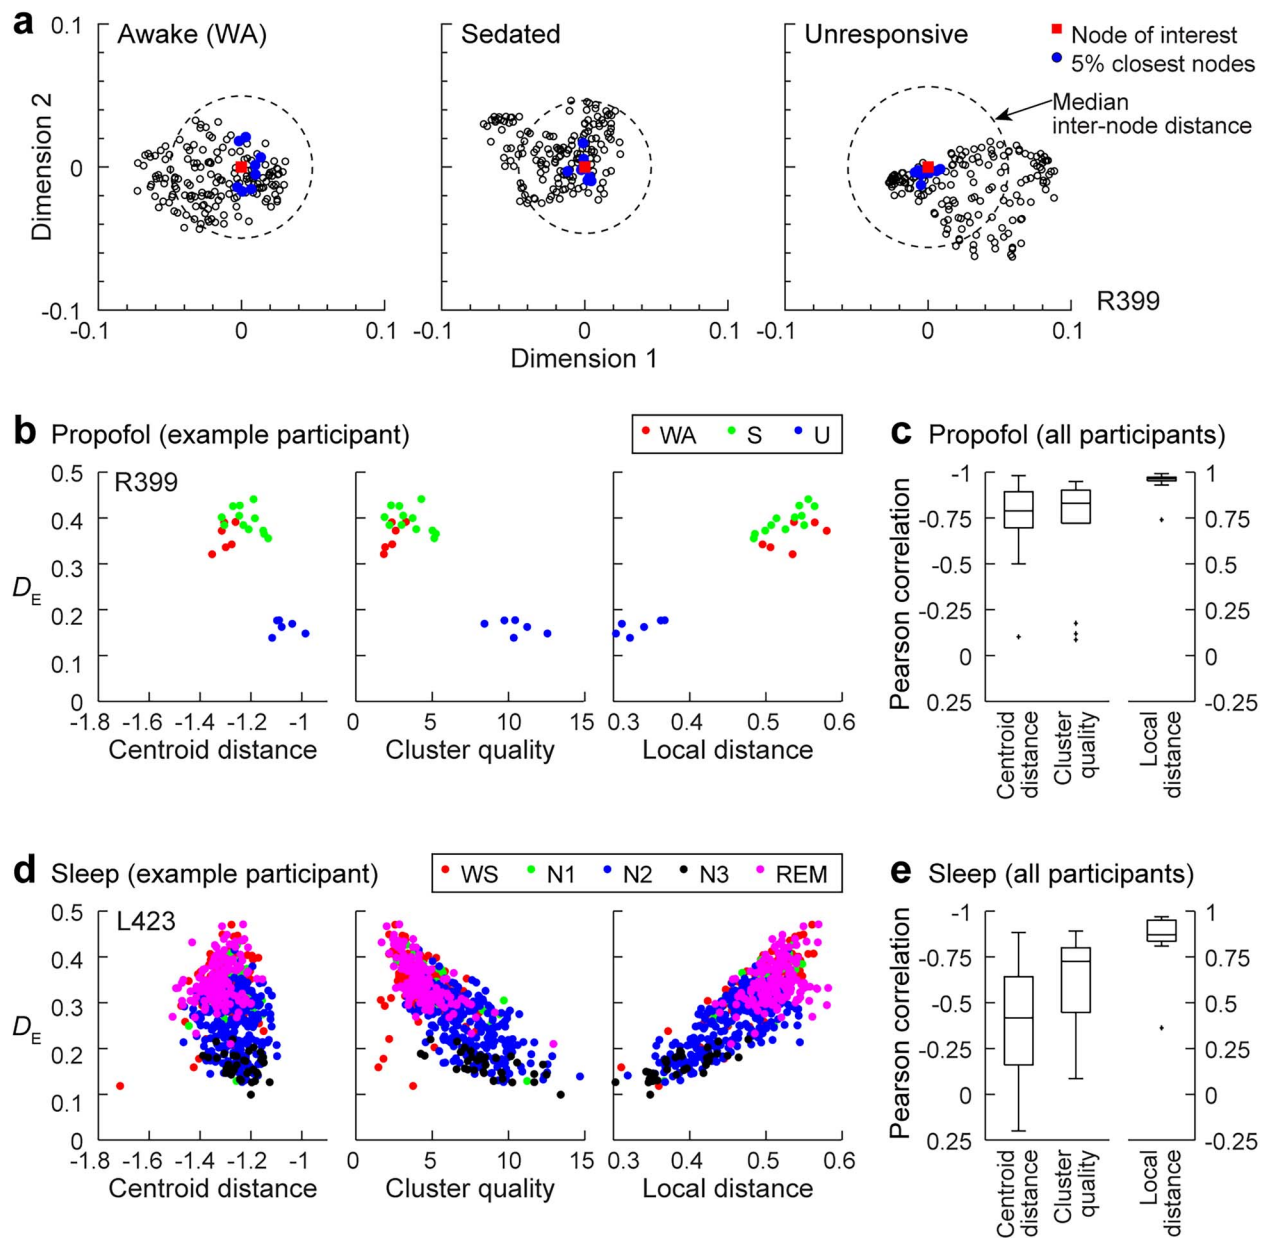 a
Awake (WA)
Sedated
Unresponsive
Node of interest
5% closest nodes
Median
inter-node distance
Dimension 2
0.1
0
-0.1
-0.1
0
0.1
-0.1
0
0.1
-0.1
0
0.1
R399
Dimension 1
b
Propofol (example participant)
WA
S
U
R399
DE
0.5
0.4
0.3
0.2
0.1
0
-1.8
-1.6
-1.4
-1.2
-1
Centroid distance
0
5
10
15
Cluster quality
0.3
0.4
0.5
0.6
Local distance
c
Propofol (all participants)
Pearson correlation
-1
-0.75
-0.5
-0.25
0
0.25
1
0.75
0.5
0.25
0
-0.25
Centroid
distance
Cluster
quality
Local
distance
d
Sleep (example participant)
WS
N1
N2
N3
REM
L423
DE
0.5
0.4
0.3
0.2
0.1
0
-1.8
-1.6
-1.4
-1.2
-1
Centroid distance
0
5
10
15
Cluster quality
0.3
0.4
0.5
0.6
Local distance
e
Sleep (all participants)
Pearson correlation
-1
-0.75
-0.5
-0.25
0
0.25
1
0.75
0.5
0.25
0
-0.25
Centroid
distance
Cluster
quality
Local
distance